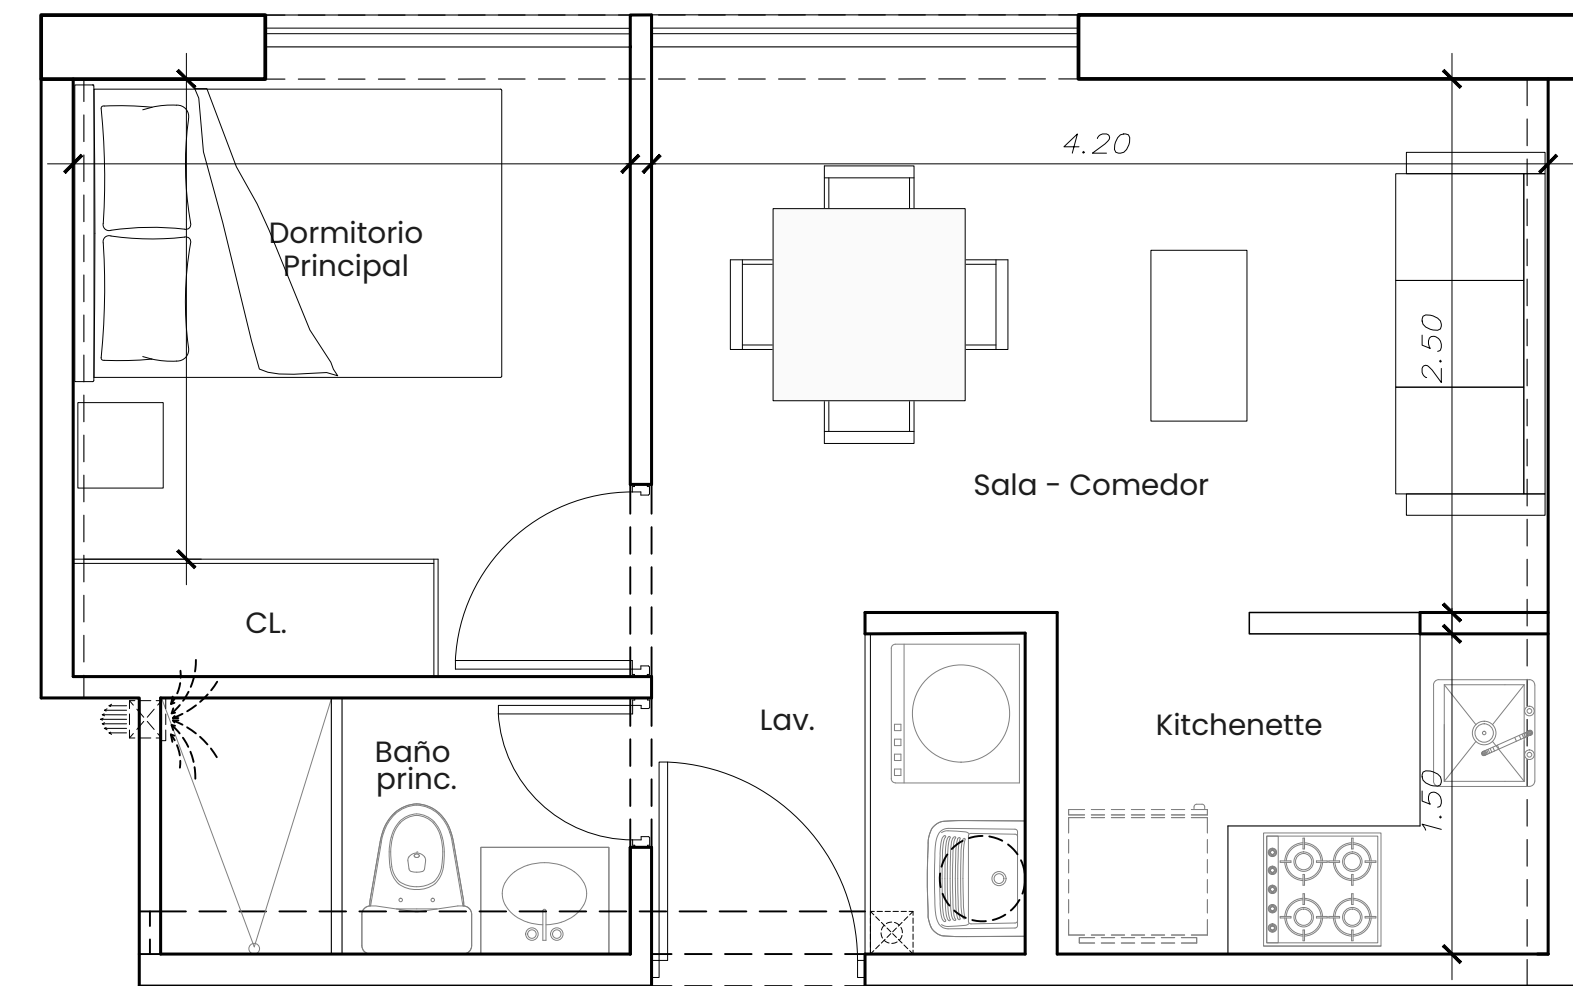 4.20
Dormitorio
Principal
2.50
Sala - Comedor
CL.
Lav.
Kitchenette
Baño
princ.
1.50